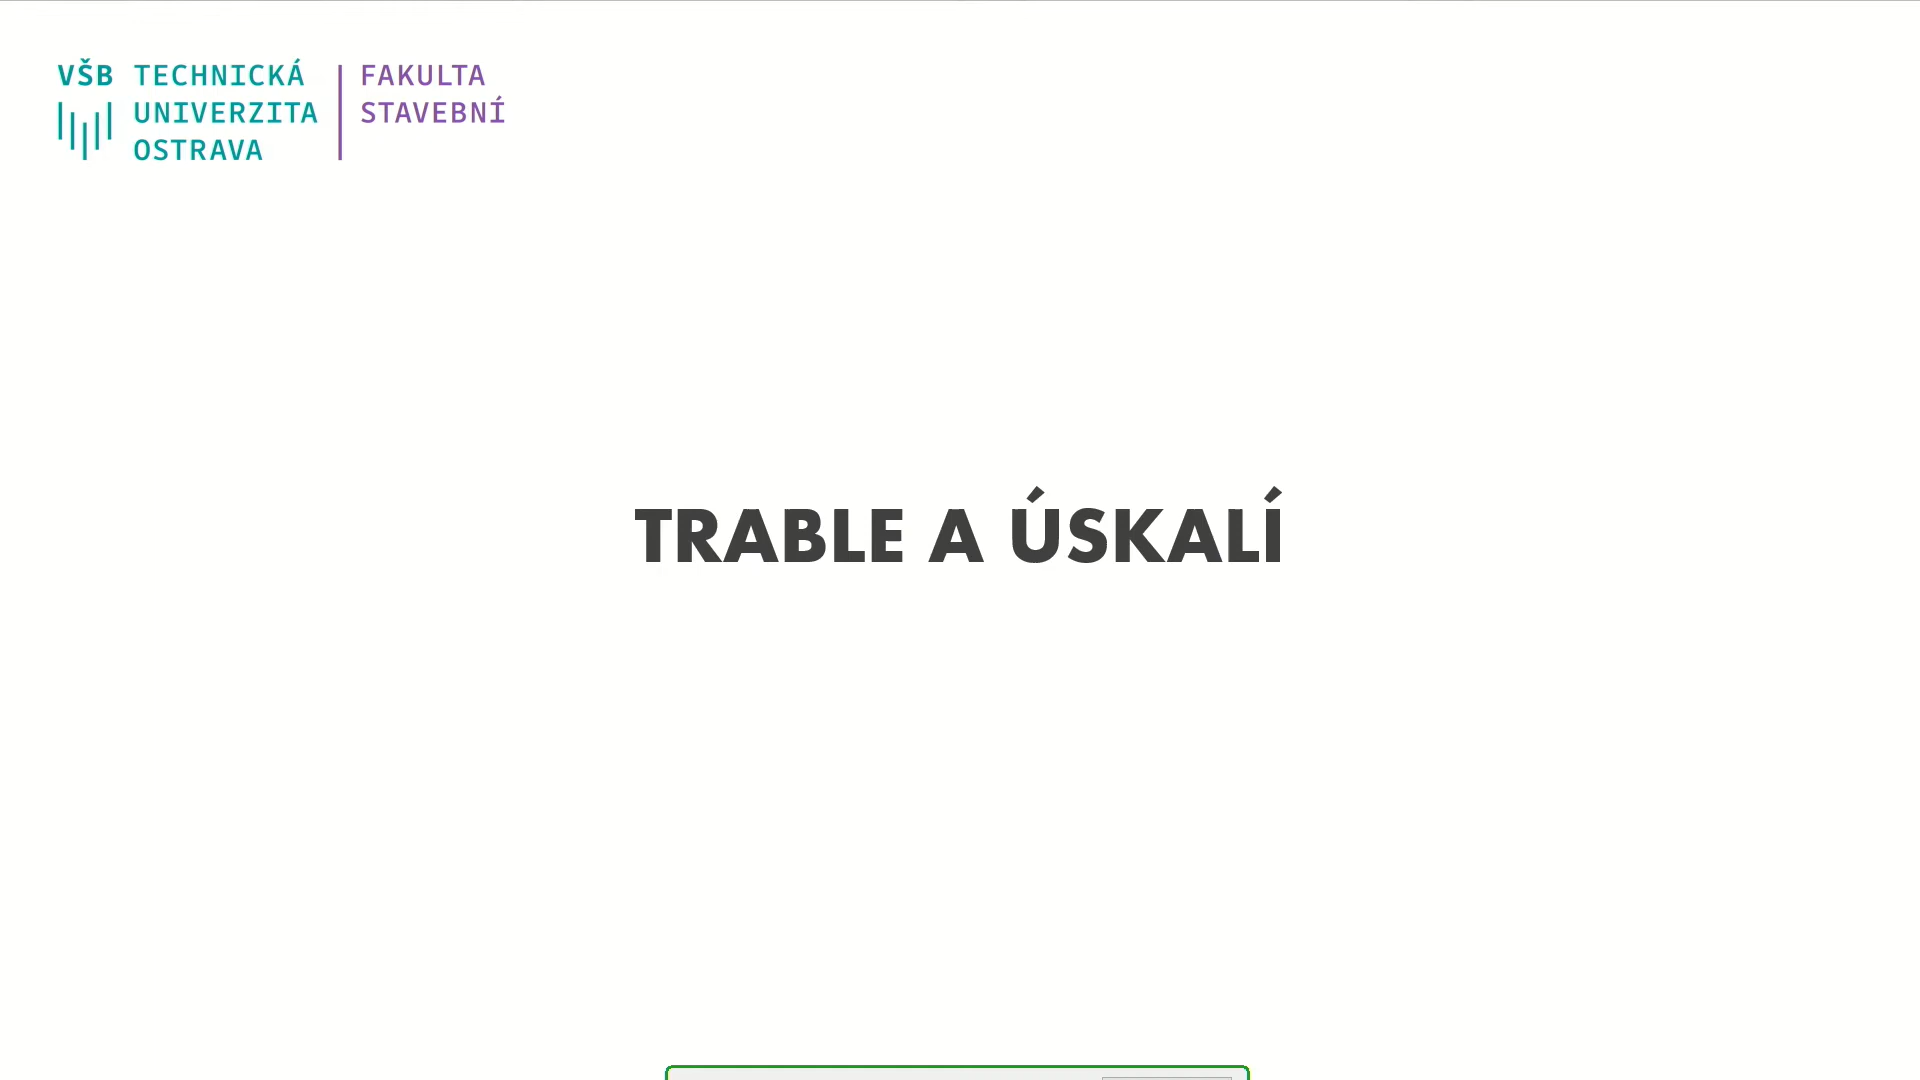 VŠB TECHNICKÁ
UNIVERZITA
OSTRAVA
FAKULTA
STAVEBNÍ
TRABLE A ÚSKALÍ